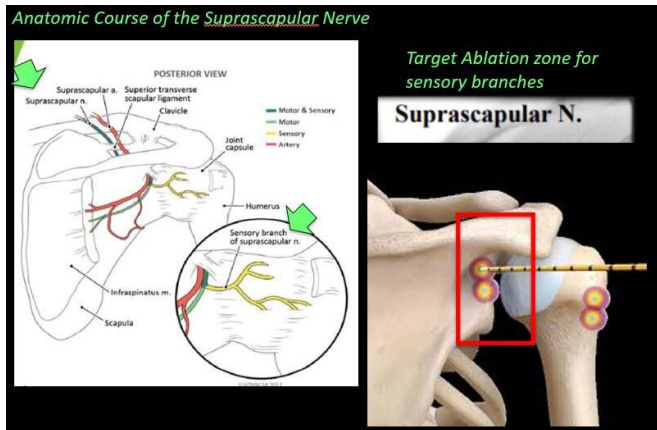 Anatomic Course of the Suprascapular Nerve
POSTERIOR VIEW
Suprascapular a.
Suprascapular n.
Superior transverse
scapular ligament
Clavicle
Motor & Sensory
Motor
Sensory
Artery
Joint
capsule
Humerus
Sensory branch
of suprascapular n.
Infraspinatus m.
Scapula
Target Ablation zone for
sensory branches
Suprascapular N.